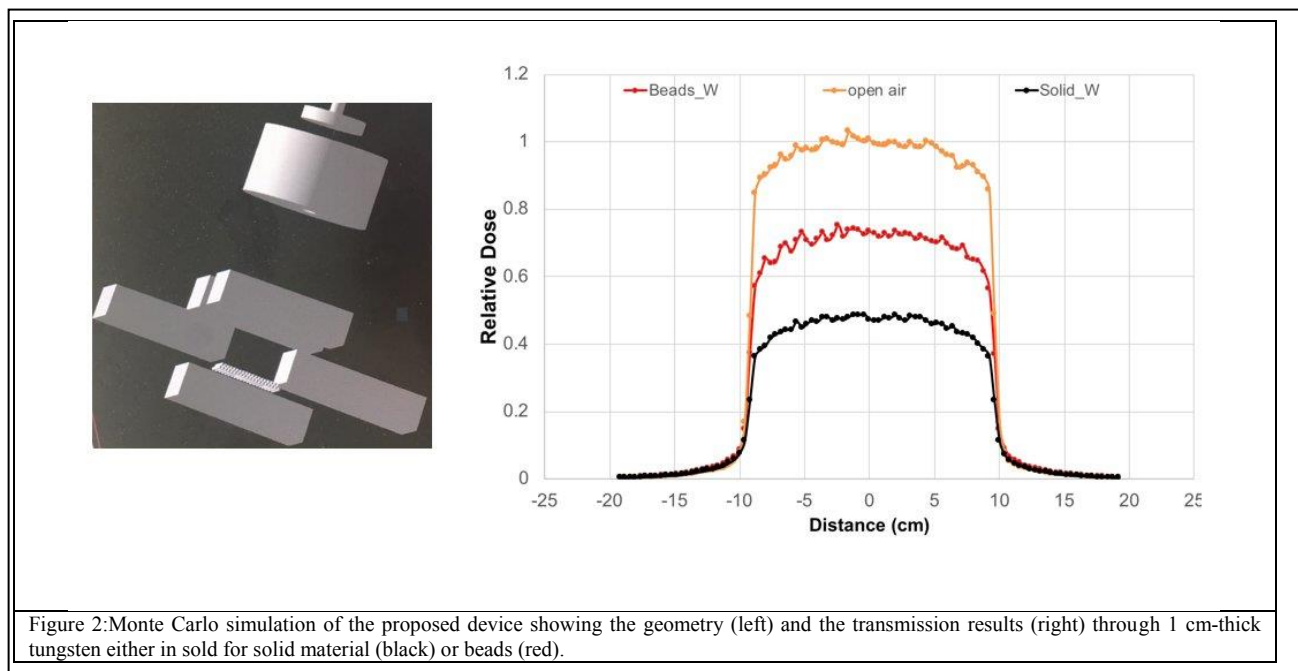 1.2
Beads_W open air Solid_W
1
0.8
0.6
0.4
0.2
0
Relative Dose
-25 -20 -15 -10 -5 0 5 10 15 20 25
Distance (cm)
Figure 2:Monte Carlo simulation of the proposed device showing the geometry (left) and the transmission results (right) through 1 cm-thick
tungsten either in sold for solid material (black) or beads (red).